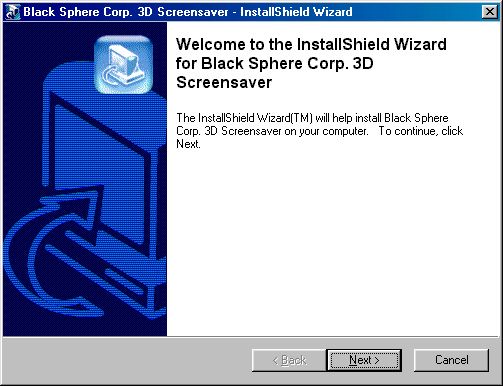 Black Sphere Corp. 3D Screensaver - InstallShield Wizard
Welcome to the InstallShield Wizard
for Black Sphere Corp. 3D
Screensaver
The InstallShield Wizard(TM) will help install Black Sphere
Corp. 3D Screensaver on your computer. To continue, click
Next.
< Back Next > Cancel